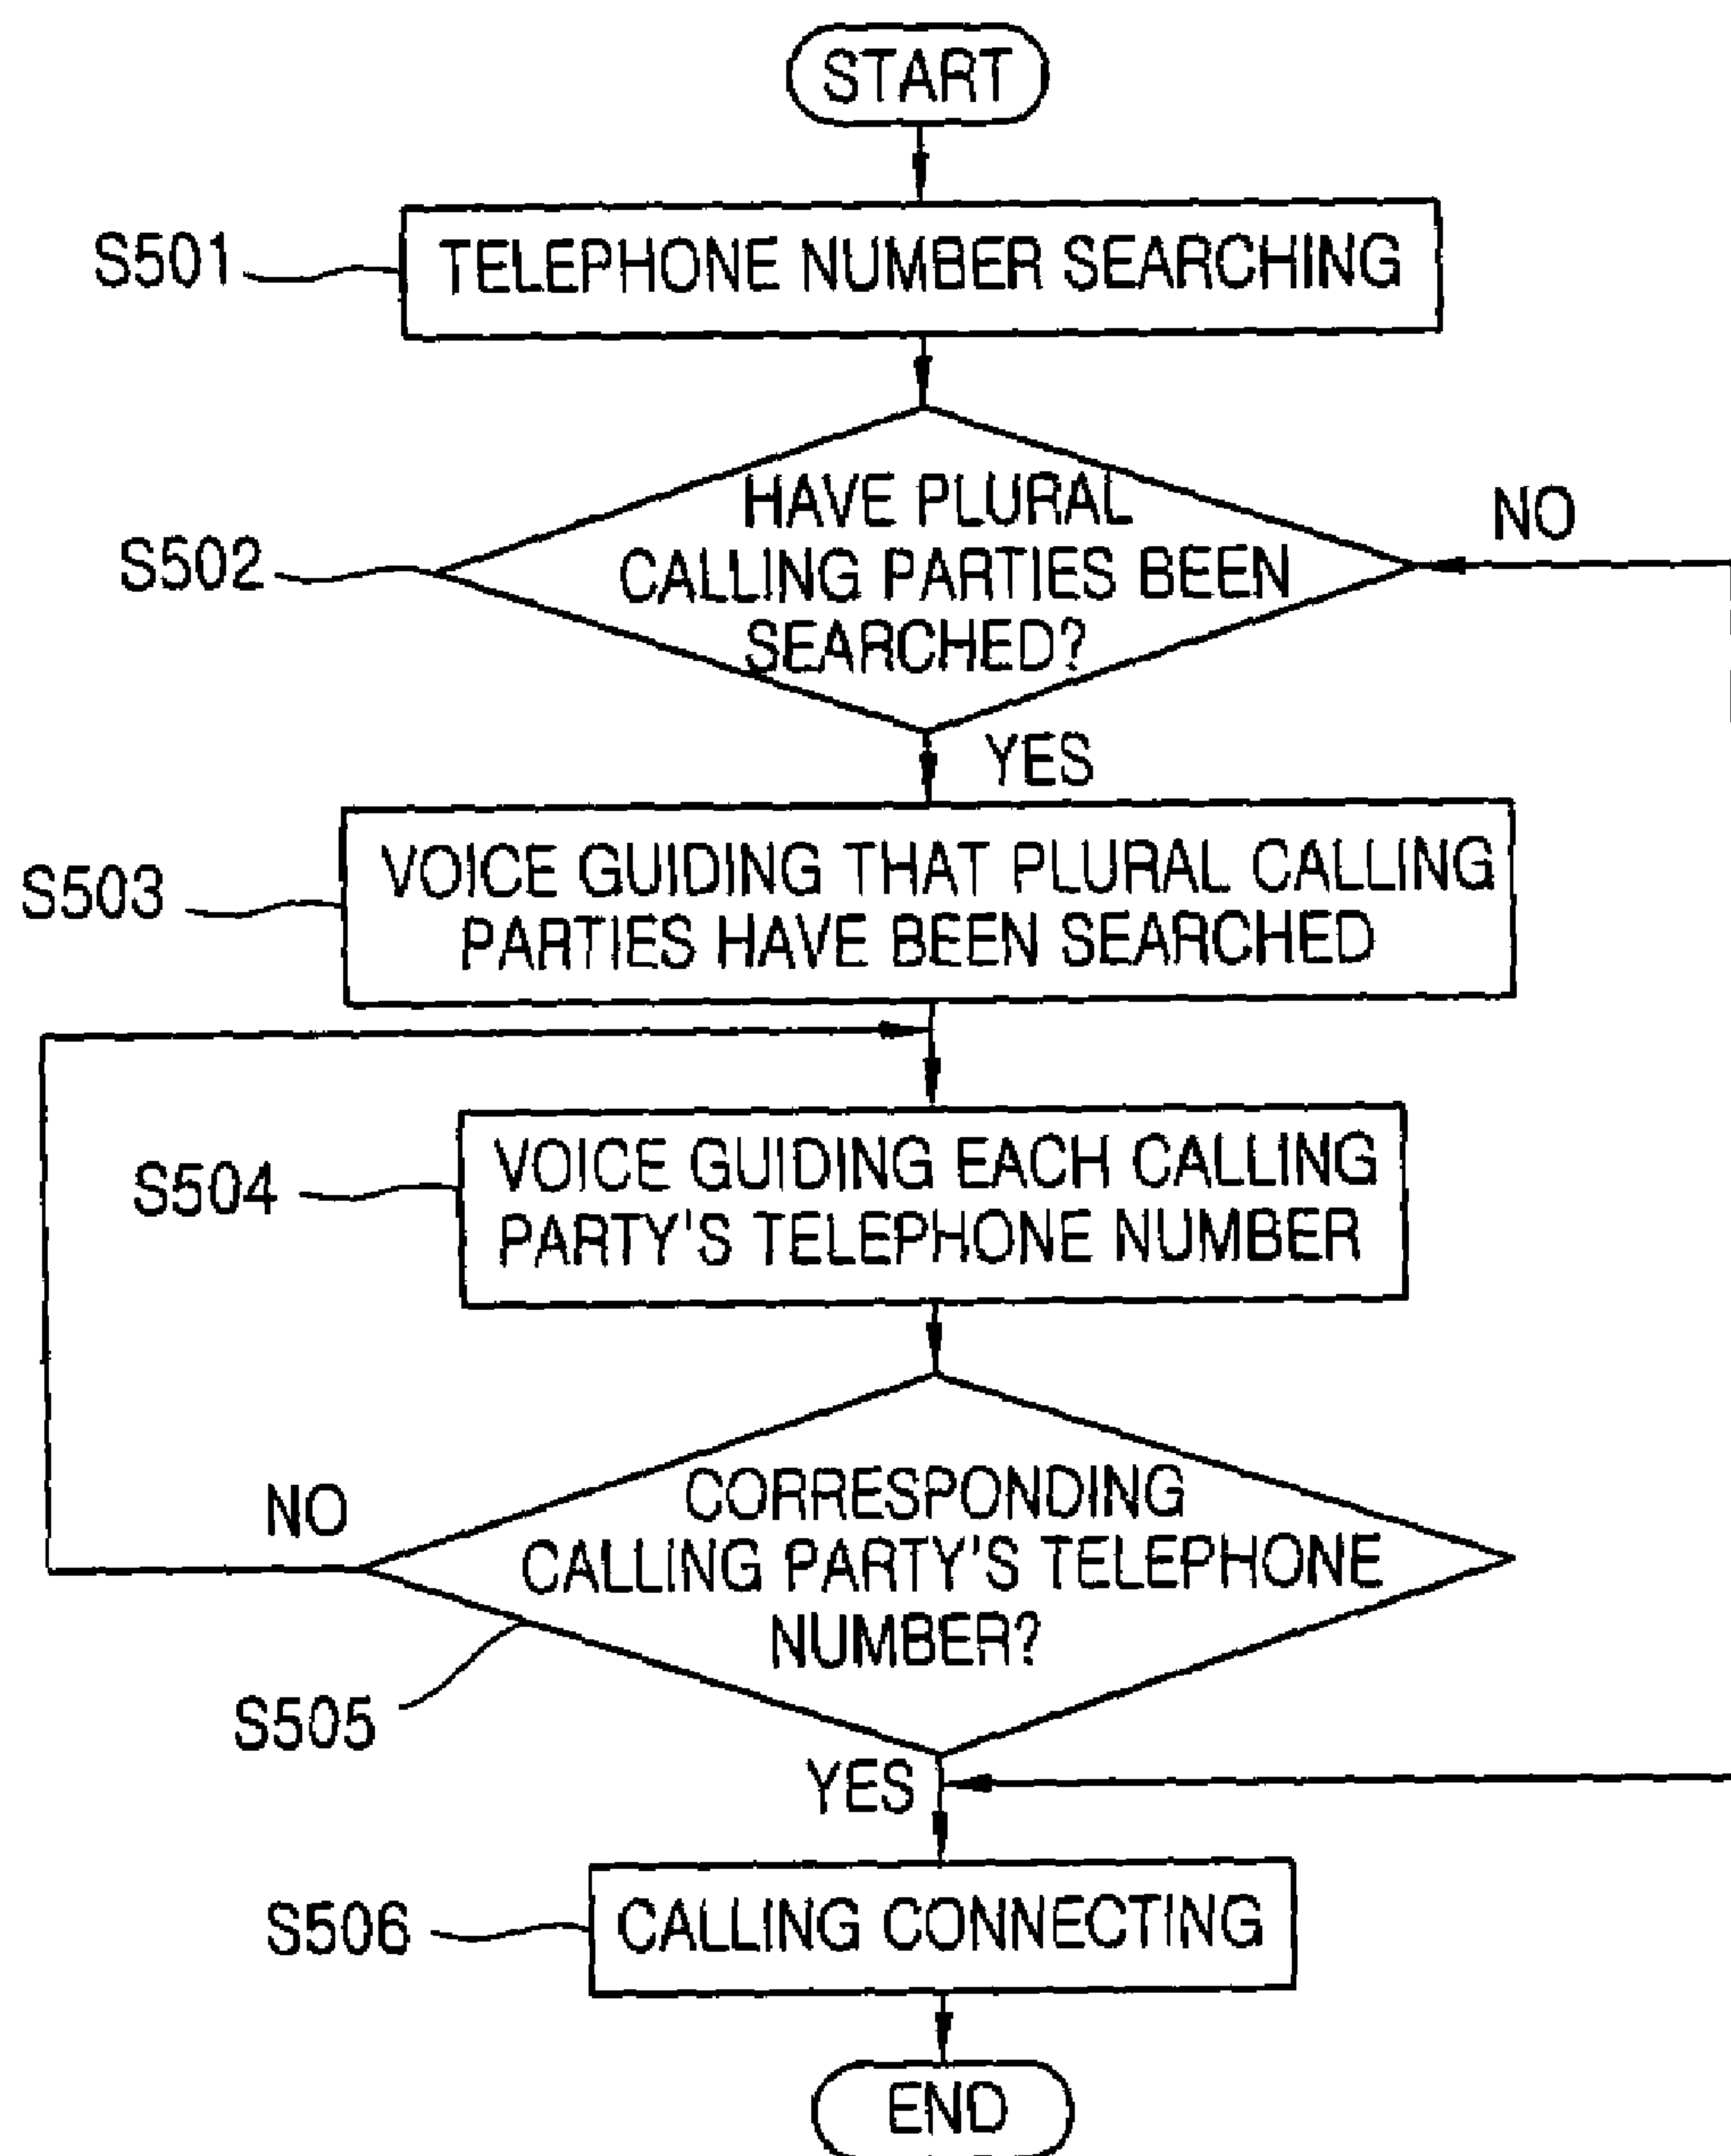 START
S501
TELEPHONE NUMBER SEARCHING
S502
HAVE PLURAL
CALLING PARTIES BEEN
SEARCHED?
NO
YES
S503
VOICE GUIDING THAT PLURAL CALLING
PARTIES HAVE BEEN SEARCHED
S504
VOICE GUIDING EACH CALLING
PARTY'S TELEPHONE NUMBER
NO
CORRESPONDING
CALLING PARTY'S TELEPHONE
NUMBER?
S505
YES
S506
CALLING CONNECTING
END